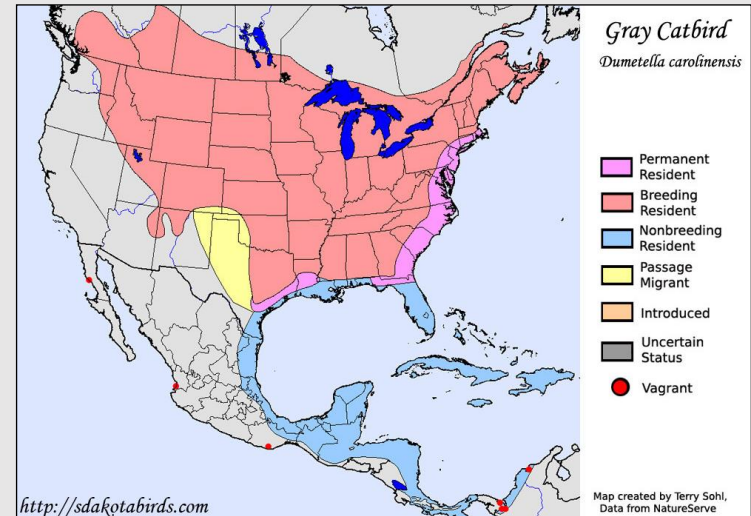 Gray Catbird
Dumetella carolinensis
Permanent
Resident
Breeding
Resident
Nonbreeding
Resident
Passage
Migrant
Introduced
Uncertain
Status
Vagrant
http://sdakotabirds.com
Map created by Terry Sohl,
Data from NatureServe